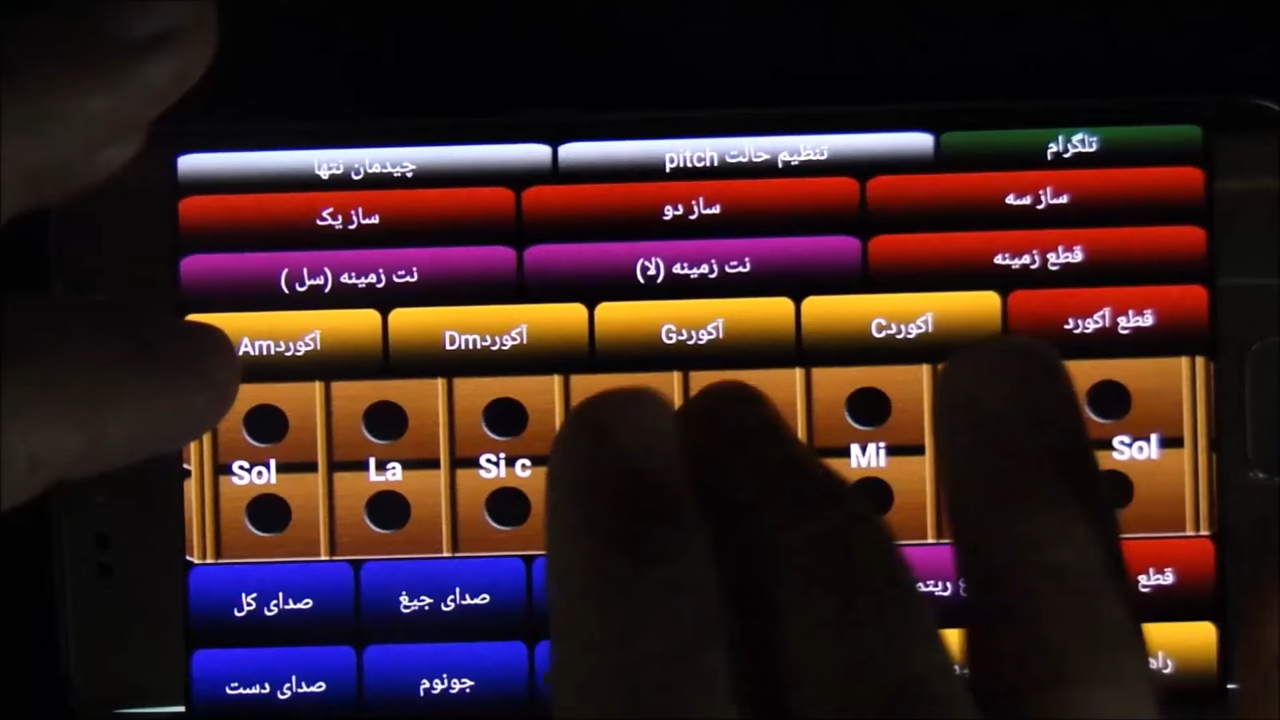 تلگرام تنظیم حالت pitch چیدمان نتها
ساز سه ساز دو ساز یک
قطع زمینه نت زمینه (لا) نت زمینه (سل )
قطع آکورد آکوردC آکوردG آکوردDm آکوردAm
Sol La Si c Mi Sol
قطع ریتم صدای جیغ صدای کل
جونوم صدای دست